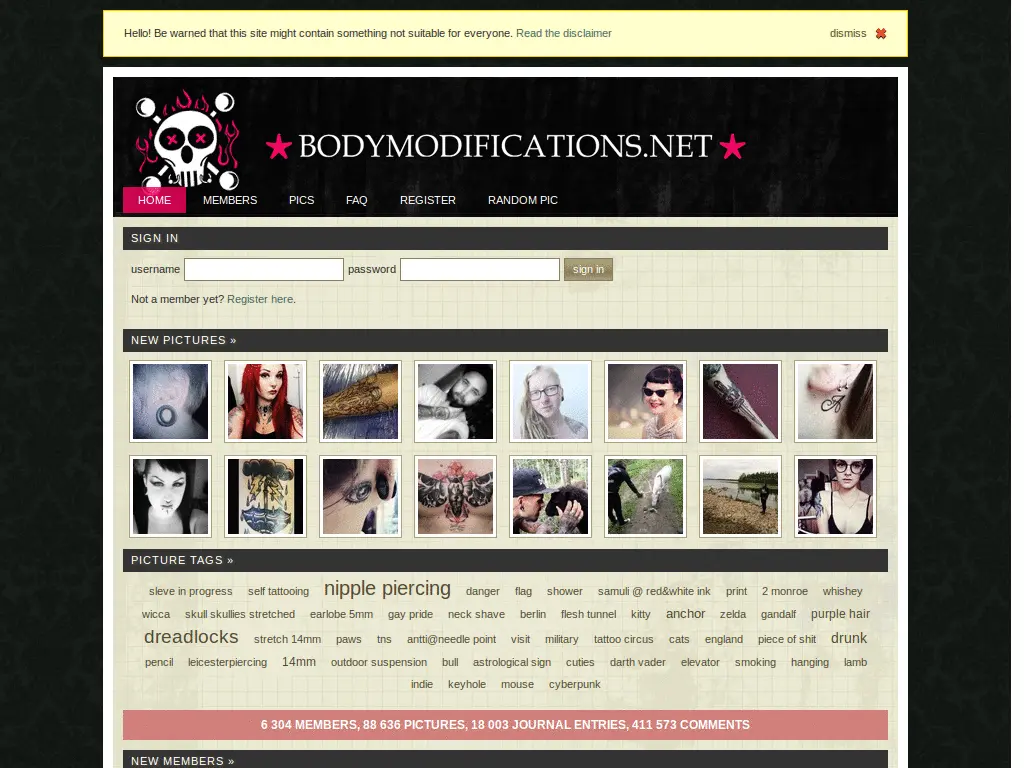 Hello! Be warned that this site might contain something not suitable for everyone. Read the disclaimer dismiss
BODYMODIFICATIONS.NET
HOME MEMBERS PICS FAQ REGISTER RANDOM PIC
SIGN IN
username password sign in
Not a member yet? Register here.
NEW PICTURES »
PICTURE TAGS »
sleve in progress self tattooing nipple piercing danger flag shower samuli @ red&white ink print 2 monroe whishey
wicca skull skullies stretched earlobe 5mm gay pride neck shave berlin flesh tunnel kitty anchor zelda gandalf purple hair
dreadlocks stretch 14mm paws tns antti@needle point visit military tattoo circus cats england piece of shit drunk
pencil leicesterpiercing 14mm outdoor suspension bull astrological sign cuties darth vader elevator smoking hanging lamb
indie keyhole mouse cyberpunk
6 304 MEMBERS, 88 636 PICTURES, 18 003 JOURNAL ENTRIES, 411 573 COMMENTS
NEW MEMBERS »